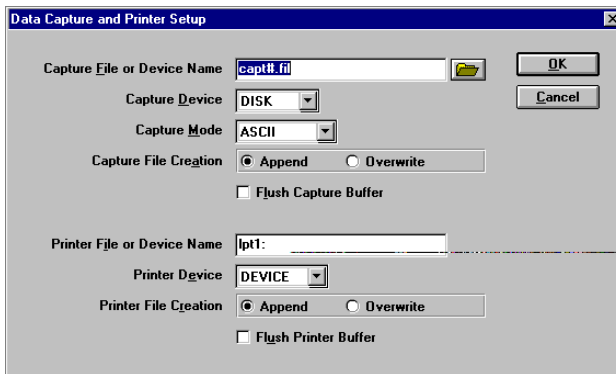 Data Capture and Printer Setup
Capture File or Device Name capt#.fil OK
Capture Device DISK Cancel
Capture Mode ASCII
Capture File Creation Append Overwrite
Flush Capture Buffer
Printer File or Device Name lpt1:
Printer Device DEVICE
Printer File Creation Append Overwrite
Flush Printer Buffer